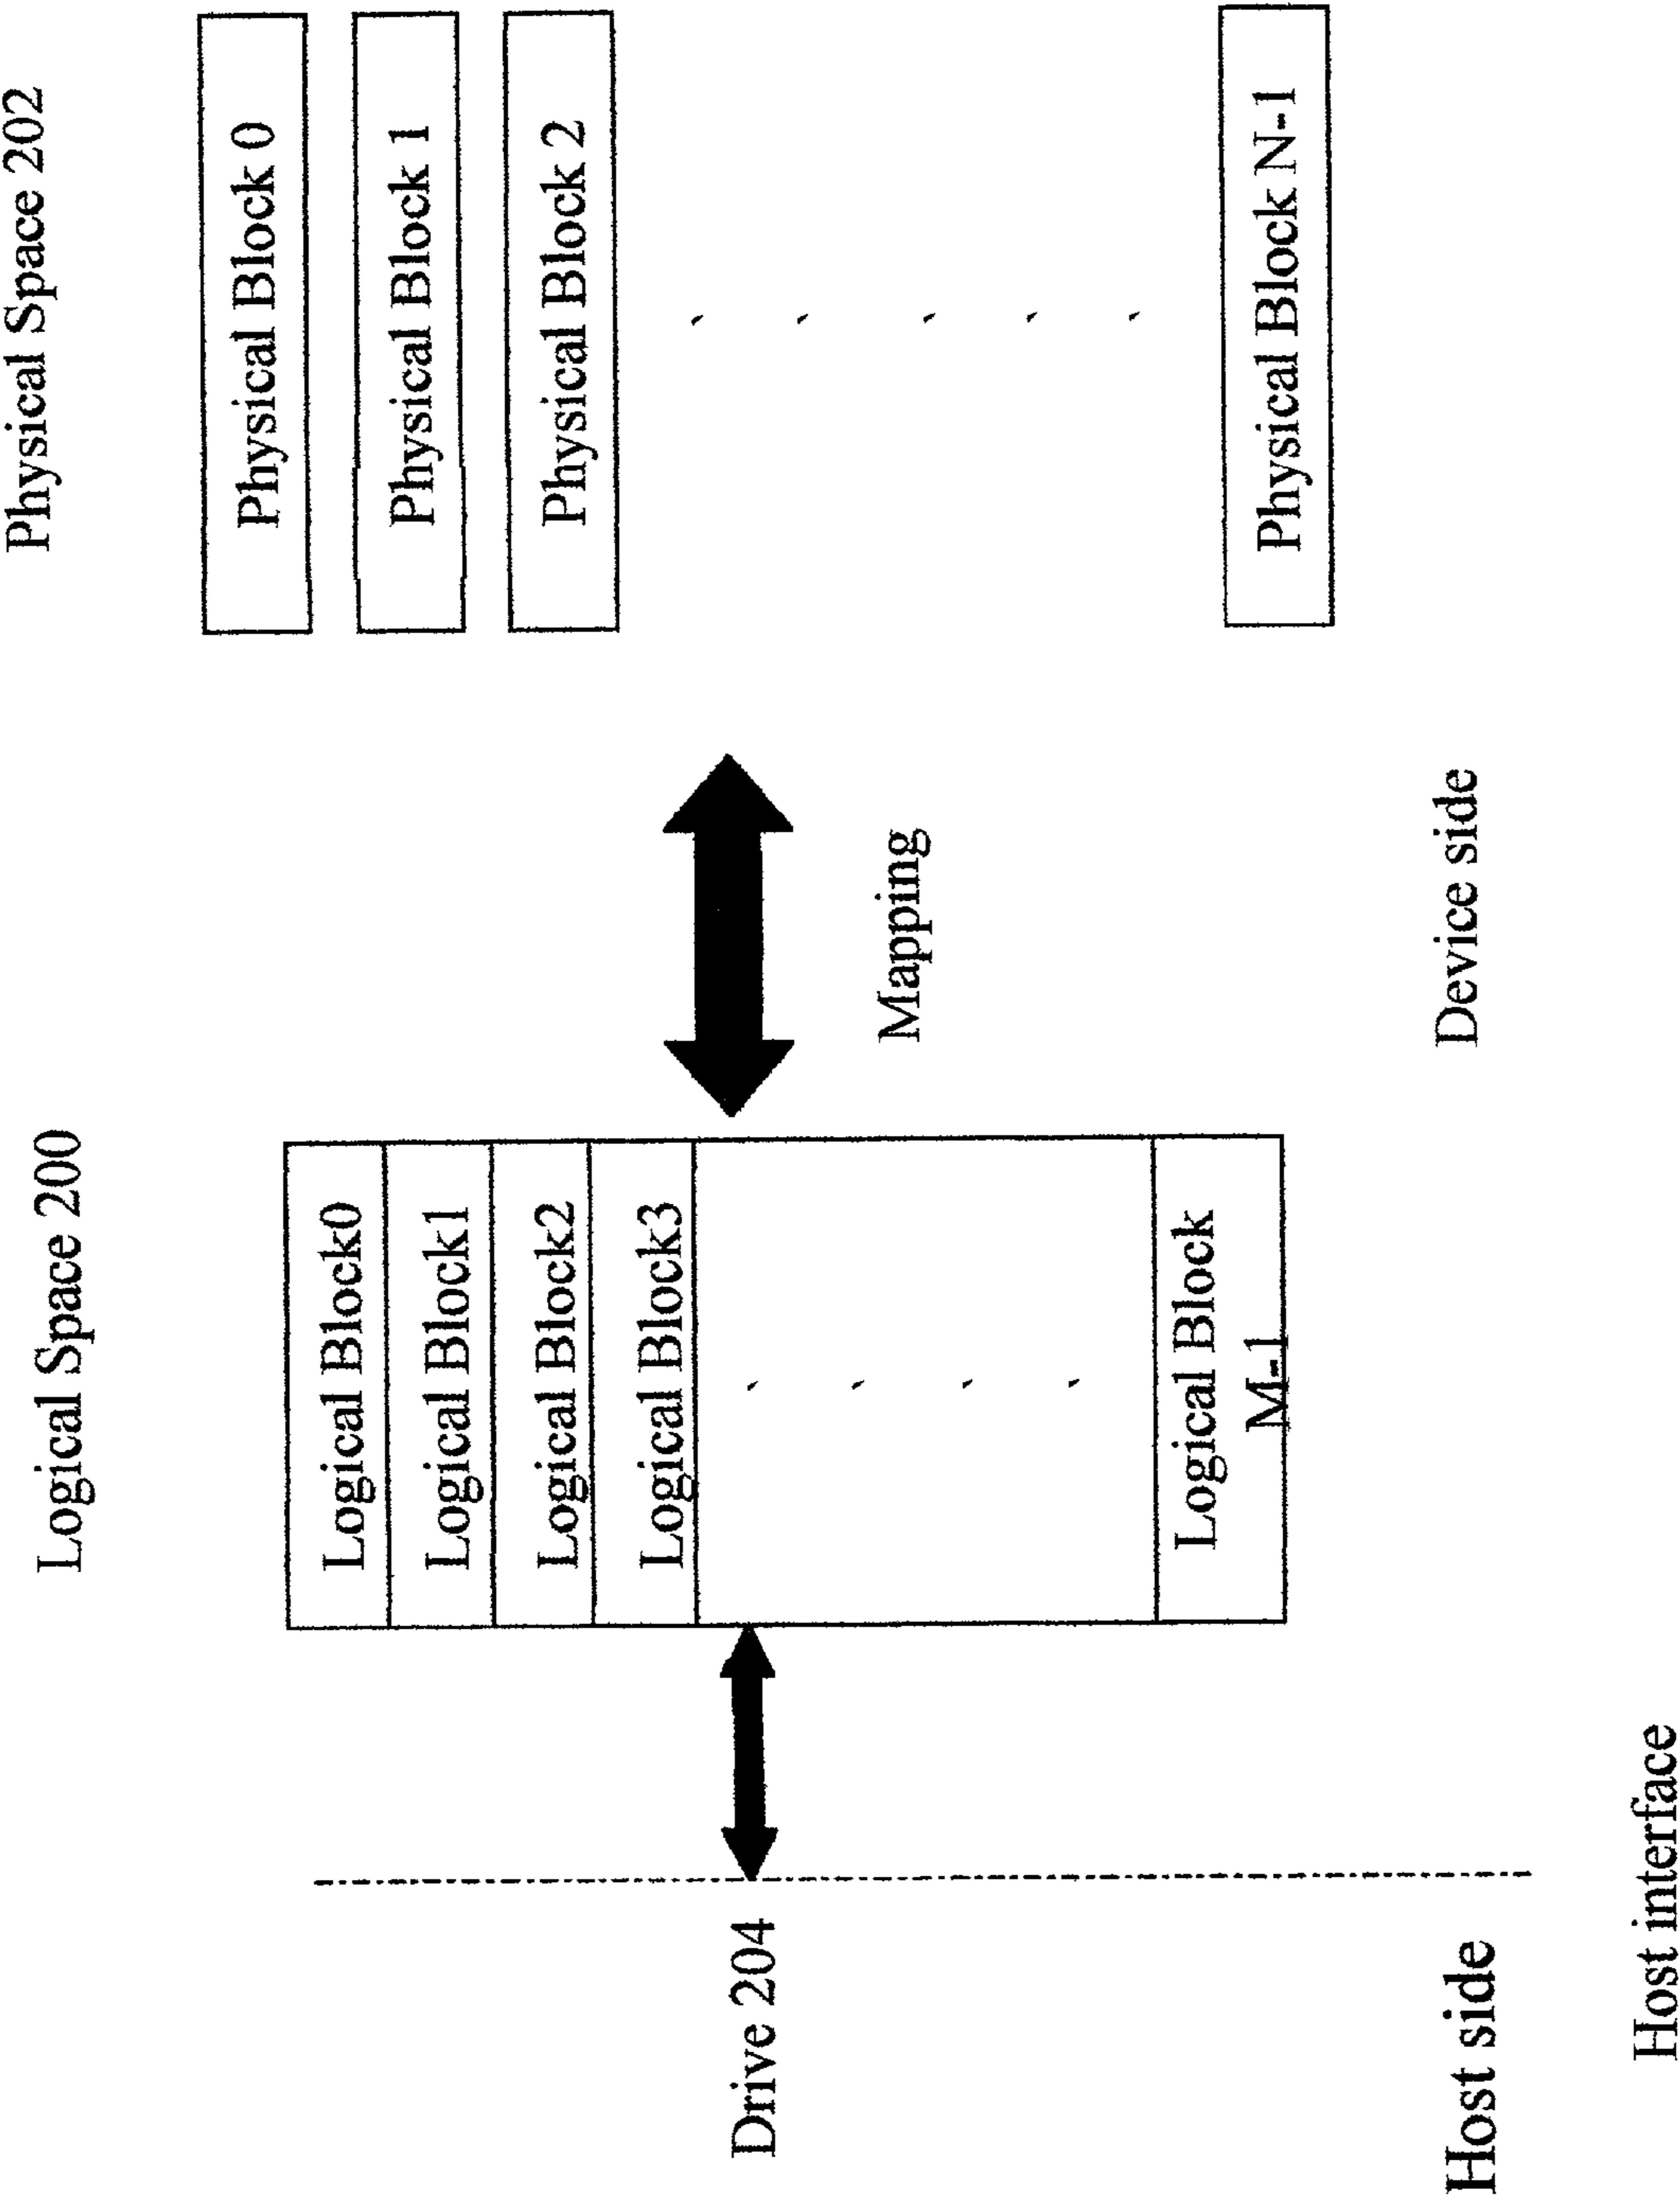 Logical Space 200
Physical Space 202
Logical Block0
Logical Block1
Logical Block2
Logical Block3
Logical Block
M-1
Physical Block 0
Physical Block 1
Physical Block 2
Physical Block N-1
Drive 204
Mapping
Host side
Device side
Host interface